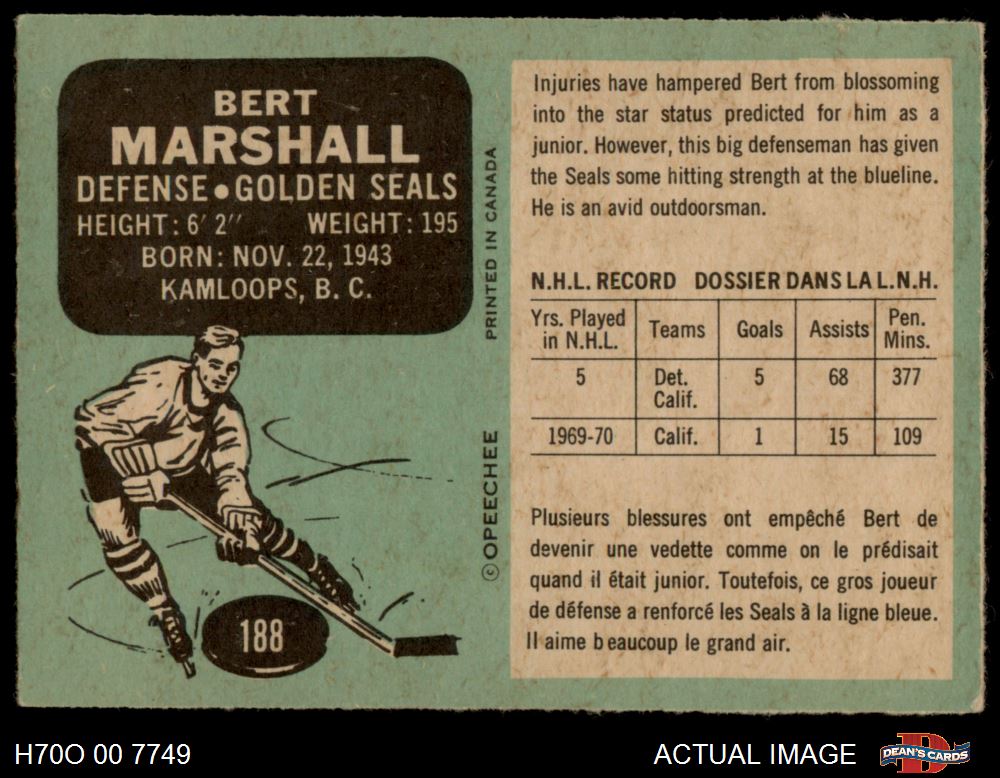 BERT
MARSHALL
DEFENSE•GOLDEN SEALS
HEIGHT: 6' 2" WEIGHT: 195
BORN: NOV. 22, 1943
KAMLOOPS, B. C.
188
©OPEECHEE PRINTED IN CANADA
Injuries have hampered Bert from blossoming
into the star status predicted for him as a
junior. However, this big defenseman has given
the Seals some hitting strength at the blueline.
He is an avid outdoorsman.
N.H.L. RECORD DOSSIER DANS LA L.N.H.
Yrs. Played Teams Goals Assists Pen.
in N.H.L. Mins.
5 Det. 5 68 377
Calif.
1969-70 Calif. 1 15 109
Plusieurs blessures ont empêché Bert de
devenir une vedette comme on le prédisait
quand il était junior. Toutefois, ce gros joueur
de défense a renforcé les Seals à la ligne bleue.
Il aime beaucoup le grand air.
H70O 00 7749
ACTUAL IMAGE
DEAN'S CARDS